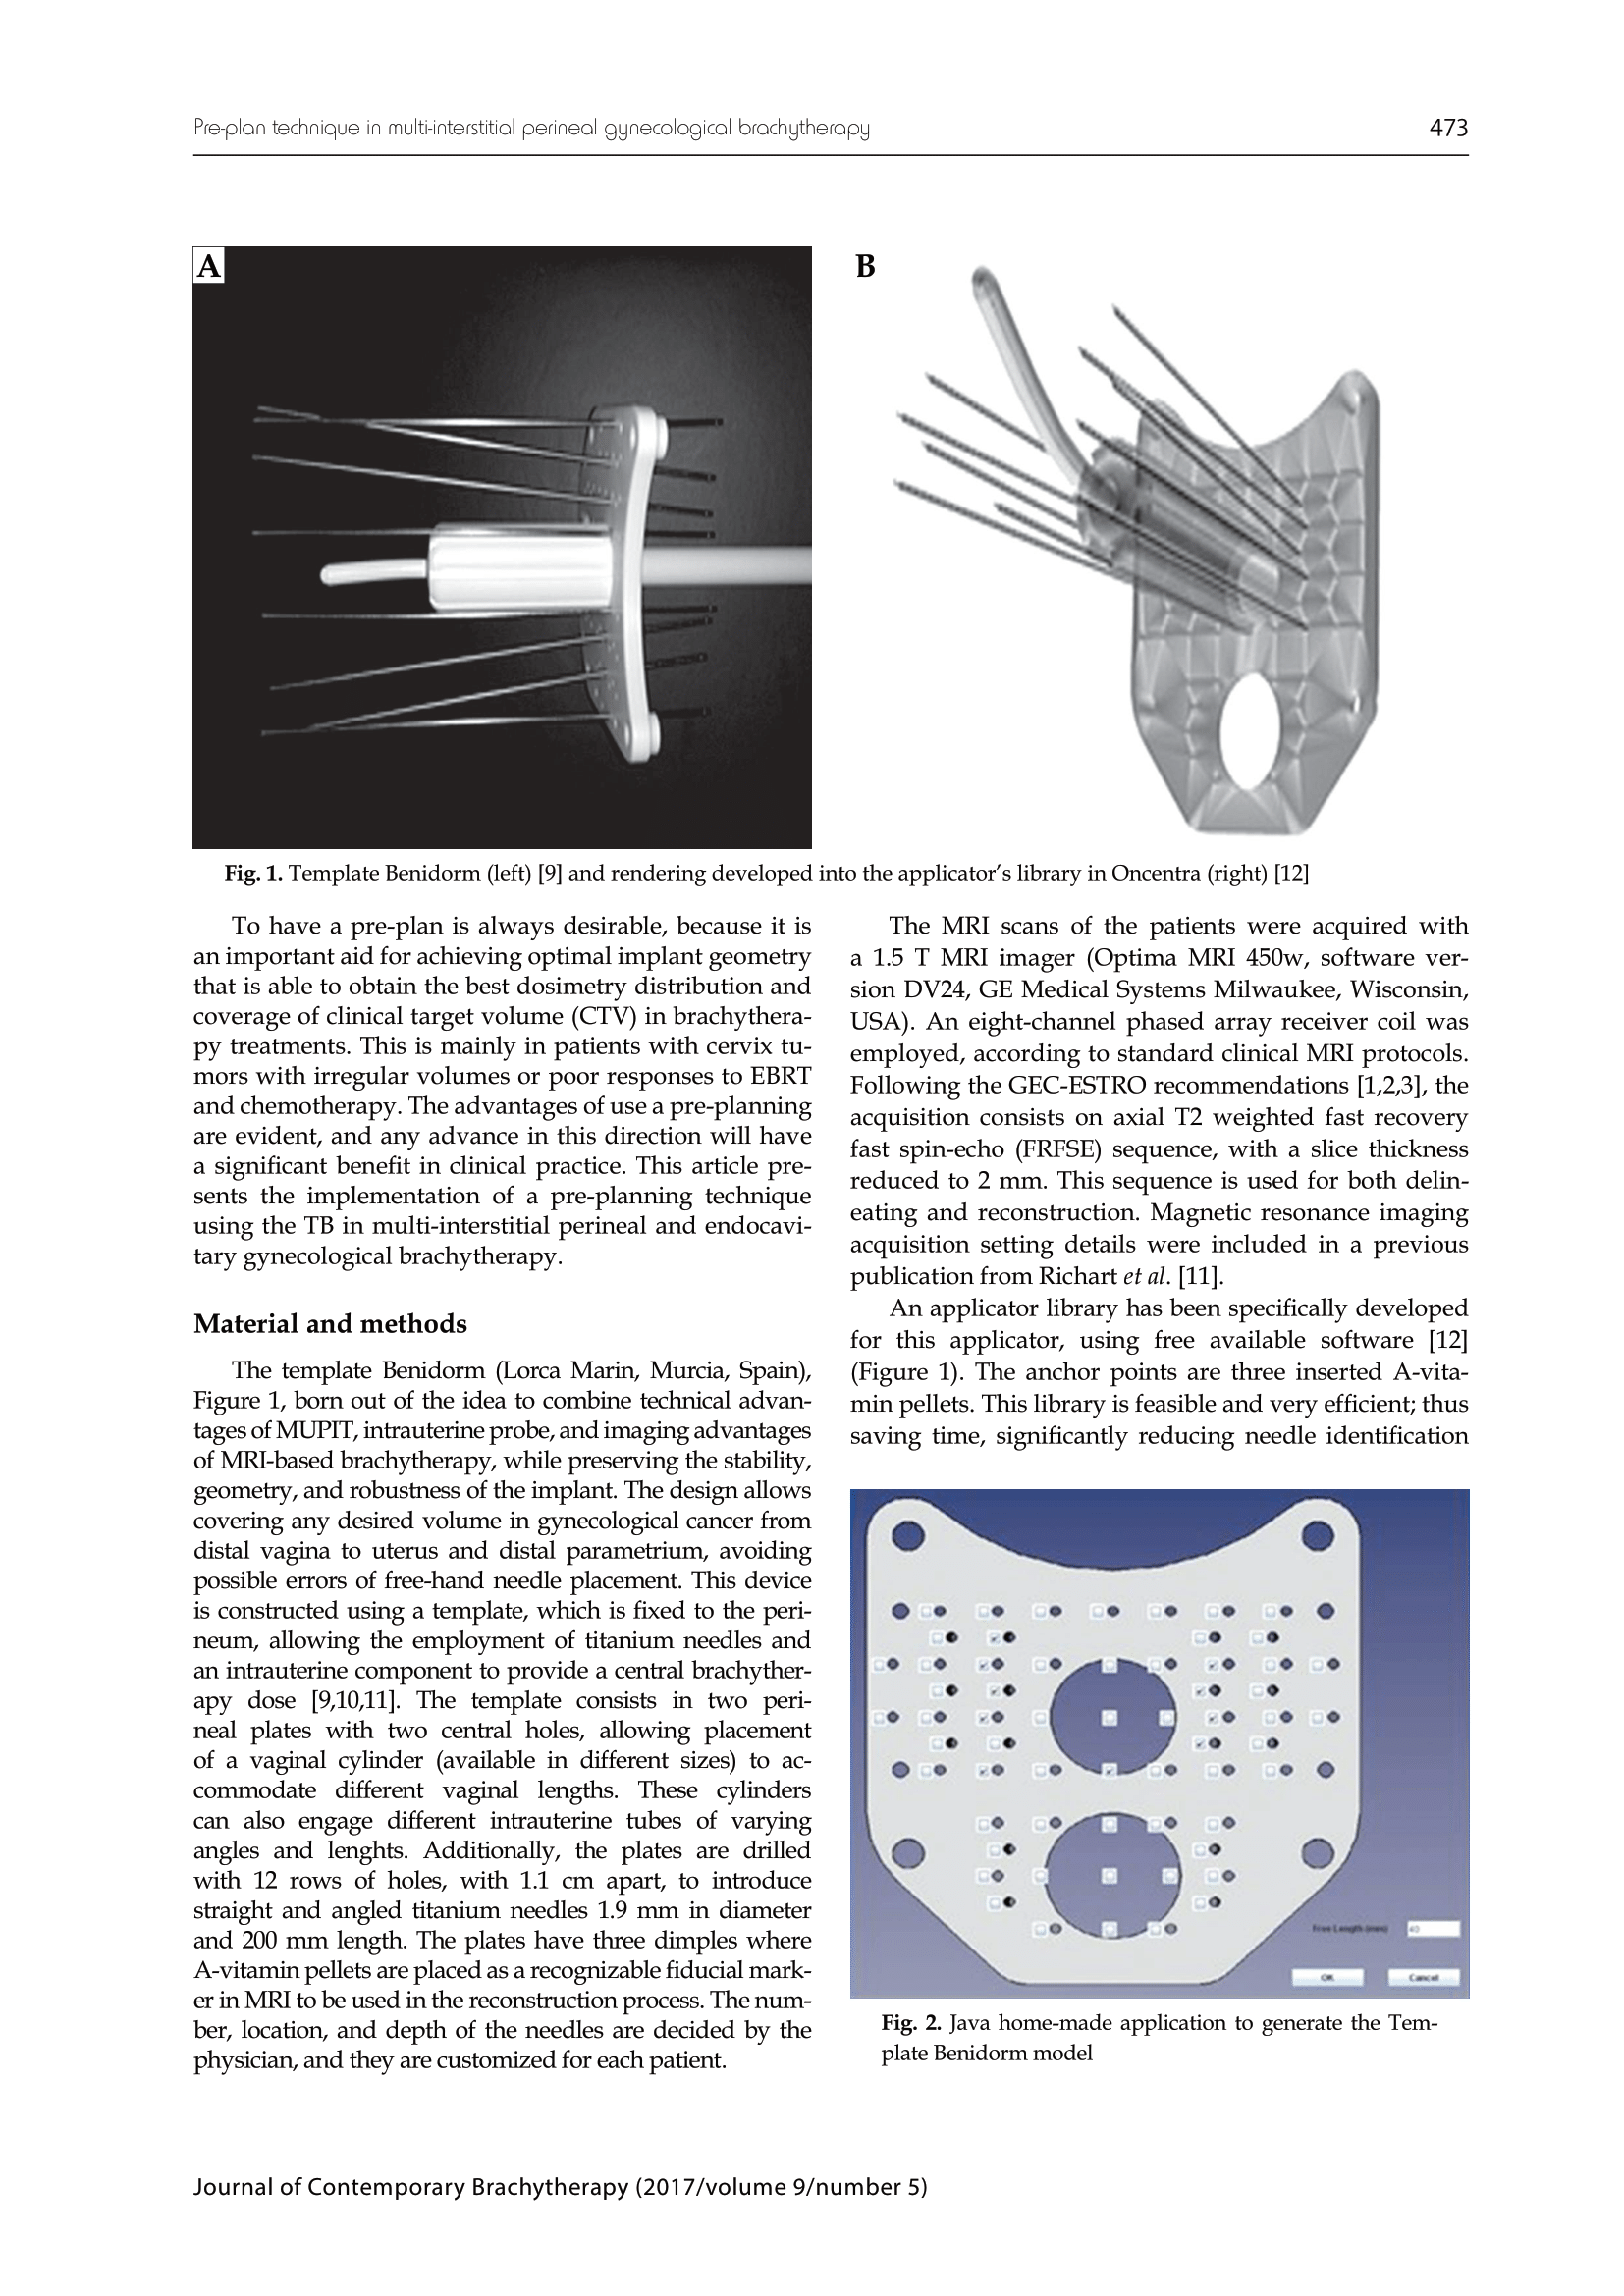 Pre-plan technique in multi-interstitial perineal gynecological brachytherapy 473
A
B
Fig. 1. Template Benidorm (left) [9] and rendering developed into the applicator's library in Oncentra (right) [12]
To have a pre-plan is always desirable, because it is
an important aid for achieving optimal implant geometry
that is able to obtain the best dosimetry distribution and
coverage of clinical target volume (CTV) in brachythera-
py treatments. This is mainly in patients with cervix tu-
mors with irregular volumes or poor responses to EBRT
and chemotherapy. The advantages of use a pre-planning
are evident, and any advance in this direction will have
a significant benefit in clinical practice. This article pre-
sents the implementation of a pre-planning technique
using the TB in multi-interstitial perineal and endocavi-
tary gynecological brachytherapy.
Material and methods
The template Benidorm (Lorca Marin, Murcia, Spain),
Figure 1, born out of the idea to combine technical advan-
tages of MUPIT, intrauterine probe, and imaging advantages
of MRI-based brachytherapy, while preserving the stability,
geometry, and robustness of the implant. The design allows
covering any desired volume in gynecological cancer from
distal vagina to uterus and distal parametrium, avoiding
possible errors of free-hand needle placement. This device
is constructed using a template, which is fixed to the peri-
neum, allowing the employment of titanium needles and
an intrauterine component to provide a central brachyther-
apy dose [9,10,11]. The template consists in two peri-
neal plates with two central holes, allowing placement
of a vaginal cylinder (available in different sizes) to ac-
commodate different vaginal lengths. These cylinders
can also engage different intrauterine tubes of varying
angles and lenghts. Additionally, the plates are drilled
with 12 rows of holes, with 1.1 cm apart, to introduce
straight and angled titanium needles 1.9 mm in diameter
and 200 mm length. The plates have three dimples where
A-vitamin pellets are placed as a recognizable fiducial mark-
er in MRI to be used in the reconstruction process. The num-
ber, location, and depth of the needles are decided by the
physician, and they are customized for each patient.
The MRI scans of the patients were acquired with
a 1.5 T MRI imager (Optima MRI 450w, software ver-
sion DV24, GE Medical Systems Milwaukee, Wisconsin,
USA). An eight-channel phased array receiver coil was
employed, according to standard clinical MRI protocols.
Following the GEC-ESTRO recommendations [1,2,3], the
acquisition consists on axial T2 weighted fast recovery
fast spin-echo (FRFSE) sequence, with a slice thickness
reduced to 2 mm. This sequence is used for both delin-
eating and reconstruction. Magnetic resonance imaging
acquisition setting details were included in a previous
publication from Richart et al. [11].
An applicator library has been specifically developed
for this applicator, using free available software [12]
(Figure 1). The anchor points are three inserted A-vita-
min pellets. This library is feasible and very efficient; thus
saving time, significantly reducing needle identification
Free Length (mm)
OK Cancel
Fig. 2. Java home-made application to generate the Tem-
plate Benidorm model
Journal of Contemporary Brachytherapy (2017/volume 9/number 5)